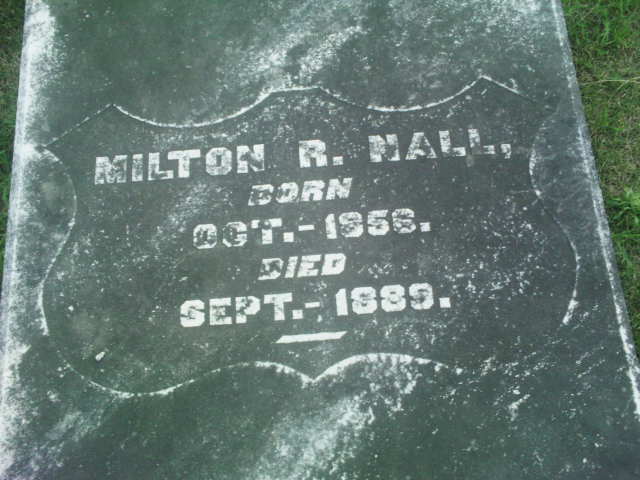 MILTON R. NALL,
BORN
OCT.-1856.
DIED
SEPT.-1889.